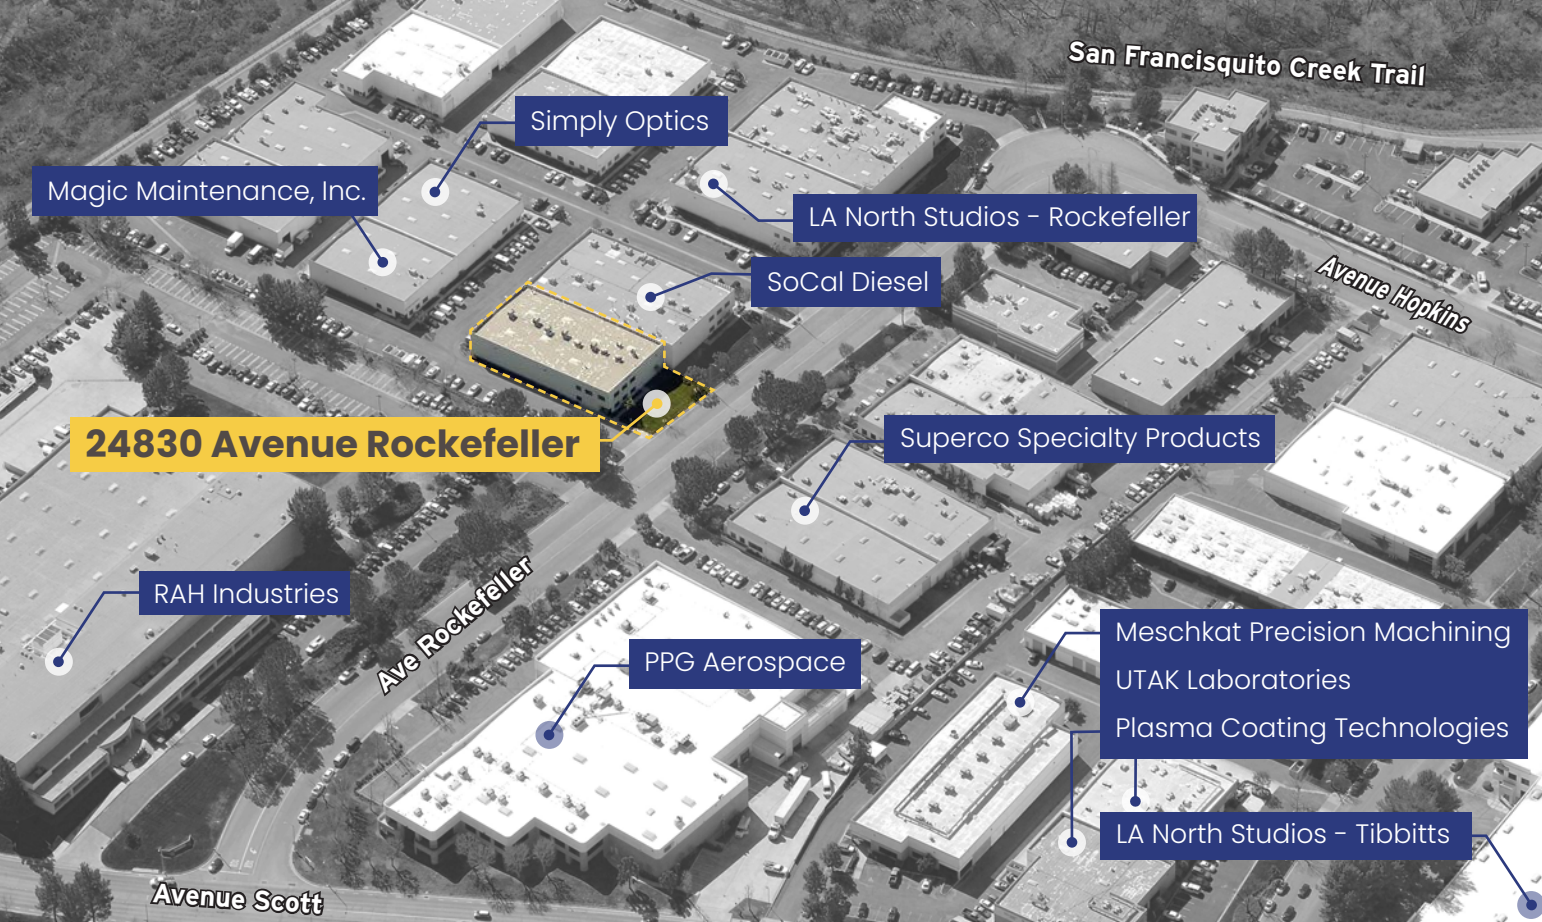 San Francisquito Creek Trail
Simply Optics
Magic Maintenance, Inc.
LA North Studios - Rockefeller
SoCal Diesel
Avenue Hopkins
24830 Avenue Rockefeller
Superco Specialty Products
RAH Industries
Ave Rockefeller
PPG Aerospace
Meschkat Precision Machining
UTAK Laboratories
Plasma Coating Technologies
LA North Studios - Tibbitts
Avenue Scott